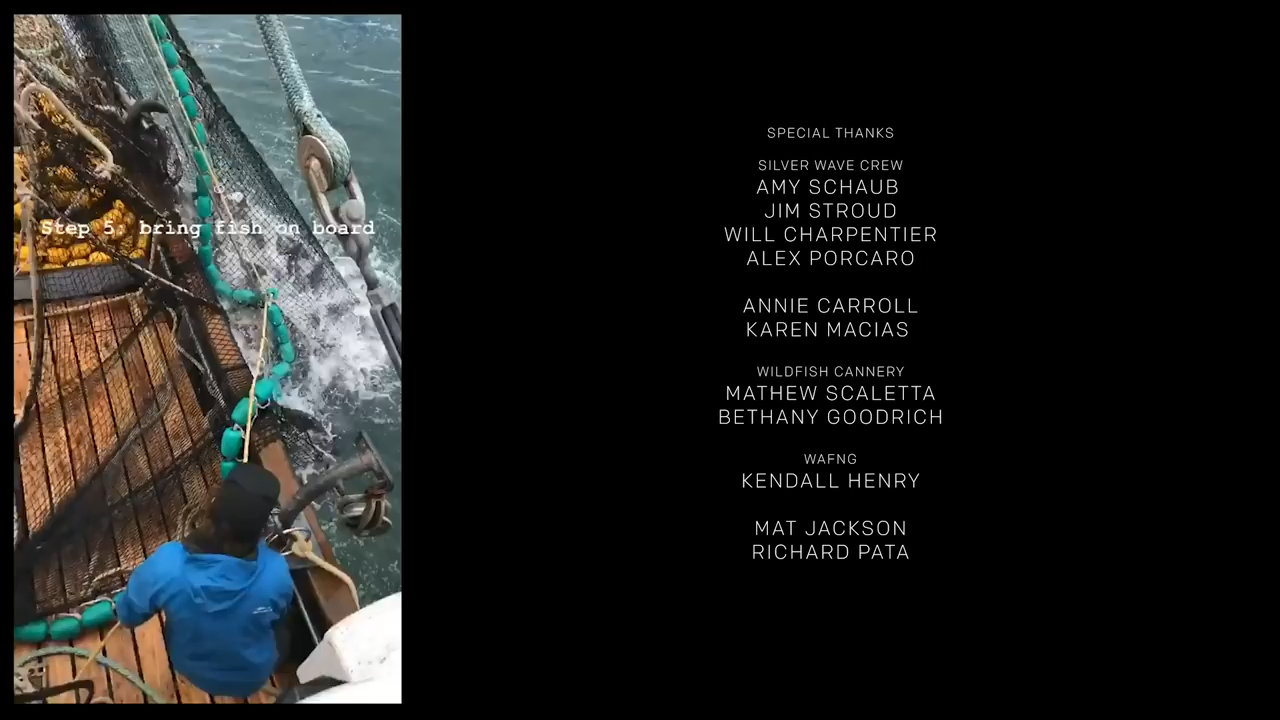 Step 5: bring fish on board
SPECIAL THANKS
SILVER WAVE CREW
AMY SCHAUB
JIM STROUD
WILL CHARPENTIER
ALEX PORCARO
ANNIE CARROLL
KAREN MACIAS
WILDFISH CANNERY
MATHEW SCALETTA
BETHANY GOODRICH
WAFNG
KENDALL HENRY
MAT JACKSON
RICHARD PATA